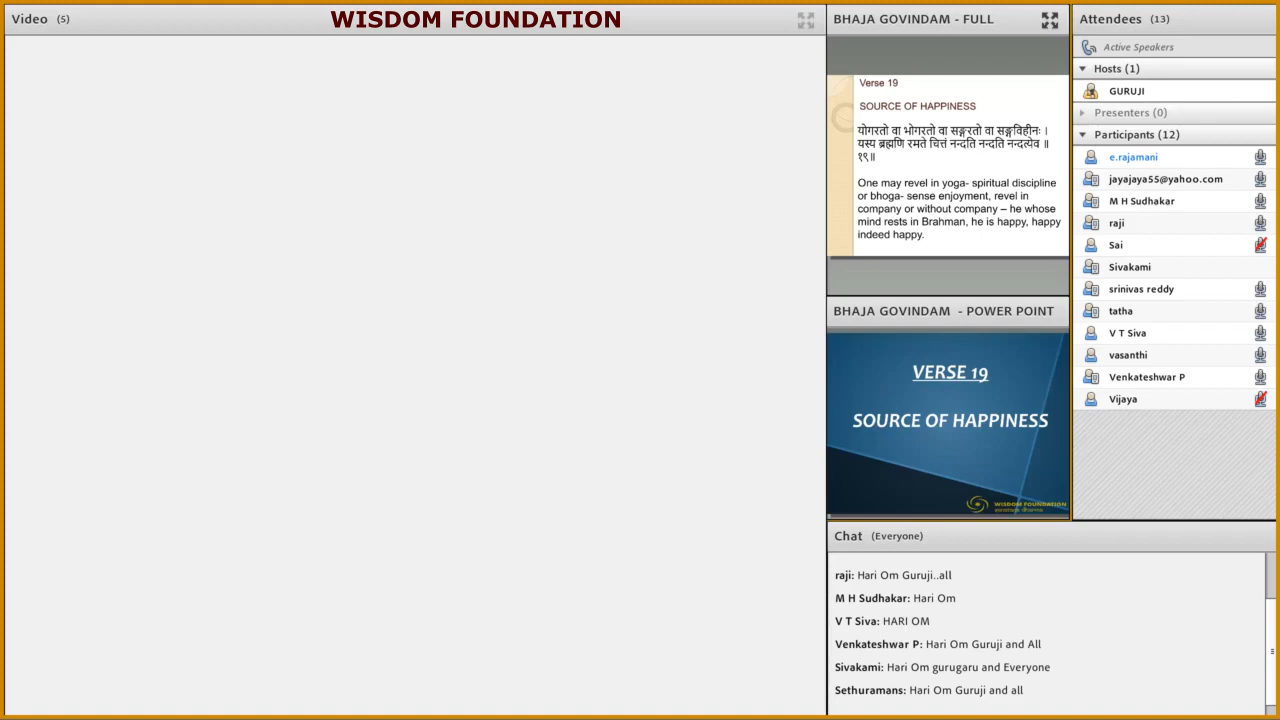 Video (5)
WISDOM FOUNDATION
BHAJA GOVINDAM - FULL
Verse 19
SOURCE OF HAPPINESS
योगरतो वा भोगरतो वा सङ्गरतो वा सङ्गविहीनः ।
यस्य ब्रह्मणि रमते चित्तं नन्दति नन्दति नन्दत्येव ॥
१९॥
One may revel in yoga- spiritual discipline
or bhoga- sense enjoyment, revel in
company or without company – he whose
mind rests in Brahman, he is happy, happy
indeed happy.
BHAJA GOVINDAM - POWER POINT
VERSE 19
SOURCE OF HAPPINESS
WISDOM FOUNDATION
Attendees (13)
Active Speakers
Hosts (1)
GURUJI
Presenters (0)
Participants (12)
e.rajamani
jayajaya55@yahoo.com
M H Sudhakar
raji
Sai
Sivakami
srinivas reddy
tatha
V T Siva
vasanthi
Venkateshwar P
Vijaya
Chat (Everyone)
raji: Hari Om Guruji..all
M H Sudhakar: Hari Om
V T Siva: HARI OM
Venkateshwar P: Hari Om Guruji and All
Sivakami: Hari Om gurugaru and Everyone
Sethuramans: Hari Om Guruji and all